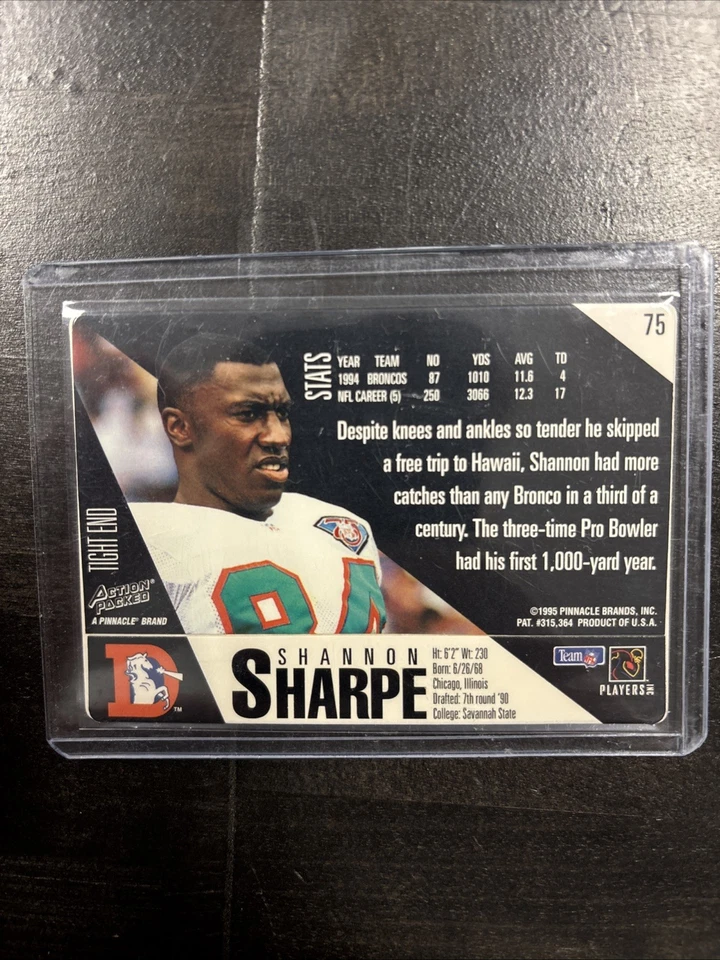 75
STATS
YEAR TEAM NO YDS AVG TD
1994 BRONCOS 87 1010 11.6 4
NFL CAREER (5) 250 3066 12.3 17
Despite knees and ankles so tender he skipped
a free trip to Hawaii, Shannon had more
catches than any Bronco in a third of a
century. The three-time Pro Bowler
had his first 1,000-yard year.
TIGHT END
ACTION PACKED®
A PINNACLE® BRAND
84
©1995 PINNACLE BRANDS, INC.
PAT. #315,364 PRODUCT OF U.S.A.
D
TM
SHANNON
SHARPE
Ht: 6'2" Wt: 230
Born: 6/26/68
Chicago, Illinois
Drafted: 7th round '90
College: Savannah State
Team NFL
PLAYERS INC